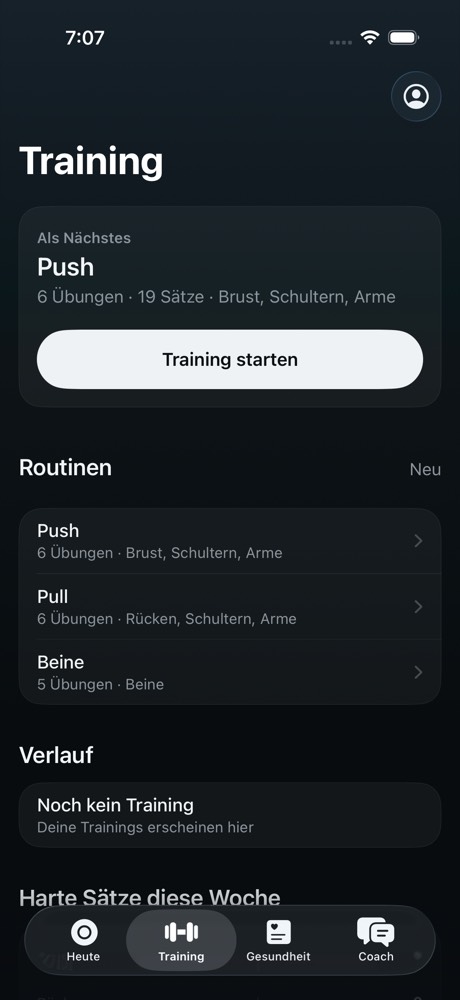 7:07
Training
Als Nächstes
Push
6 Übungen · 19 Sätze · Brust, Schultern, Arme
Training starten
Routinen
Neu
Push
6 Übungen · Brust, Schultern, Arme
Pull
6 Übungen · Rücken, Schultern, Arme
Beine
5 Übungen · Beine
Verlauf
Noch kein Training
Deine Trainings erscheinen hier
Harte Sätze diese Woche
Heute
Training
Gesundheit
Coach